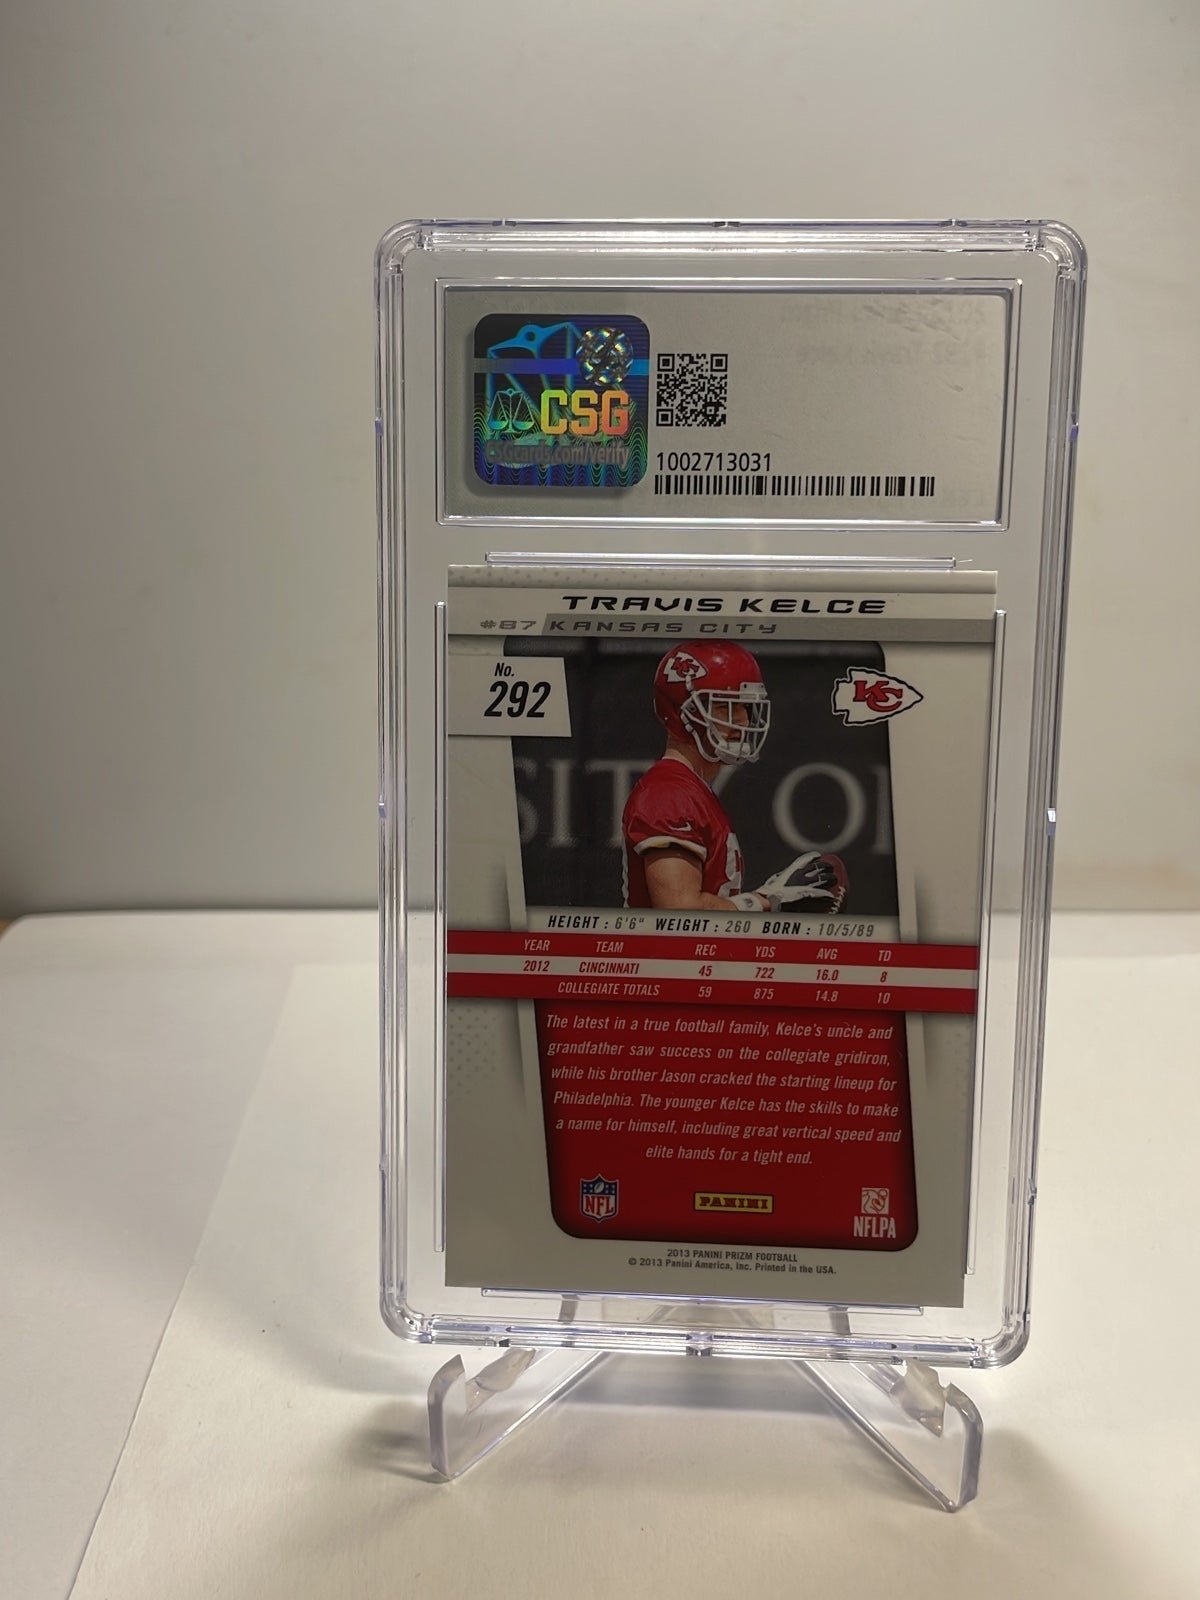 CSG
CSGcards.com/verify
1002713031
TRAVIS KELCE
#87 KANSAS CITY
No.
292
KC
KC
SITY OF
HEIGHT : 6'6" WEIGHT : 260 BORN : 10/5/89
YEAR TEAM REC YDS AVG TD
2012 CINCINNATI 45 722 16.0 8
COLLEGIATE TOTALS 59 875 14.8 10
The latest in a true football family, Kelce's uncle and
grandfather saw success on the collegiate gridiron,
while his brother Jason cracked the starting lineup for
Philadelphia. The younger Kelce has the skills to make
a name for himself, including great vertical speed and
elite hands for a tight end.
NFL
PANINI
NFLPA
2013 PANINI PRIZM FOOTBALL
© 2013 Panini America, Inc. Printed in the USA.